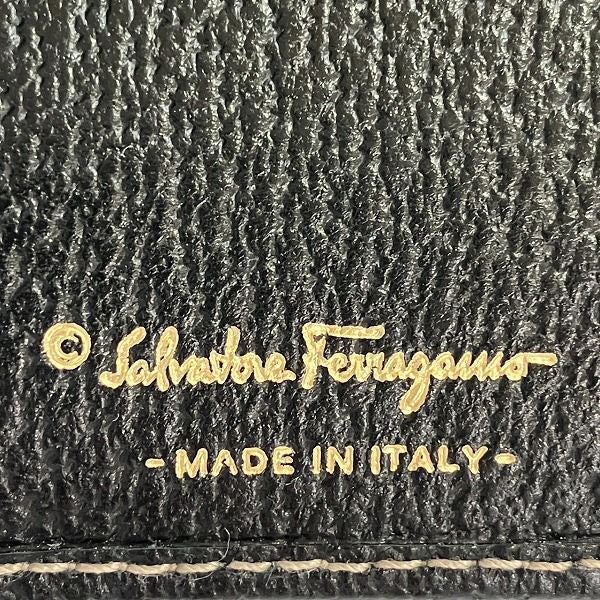 © Salvatore Ferragamo
-MADE IN ITALY-